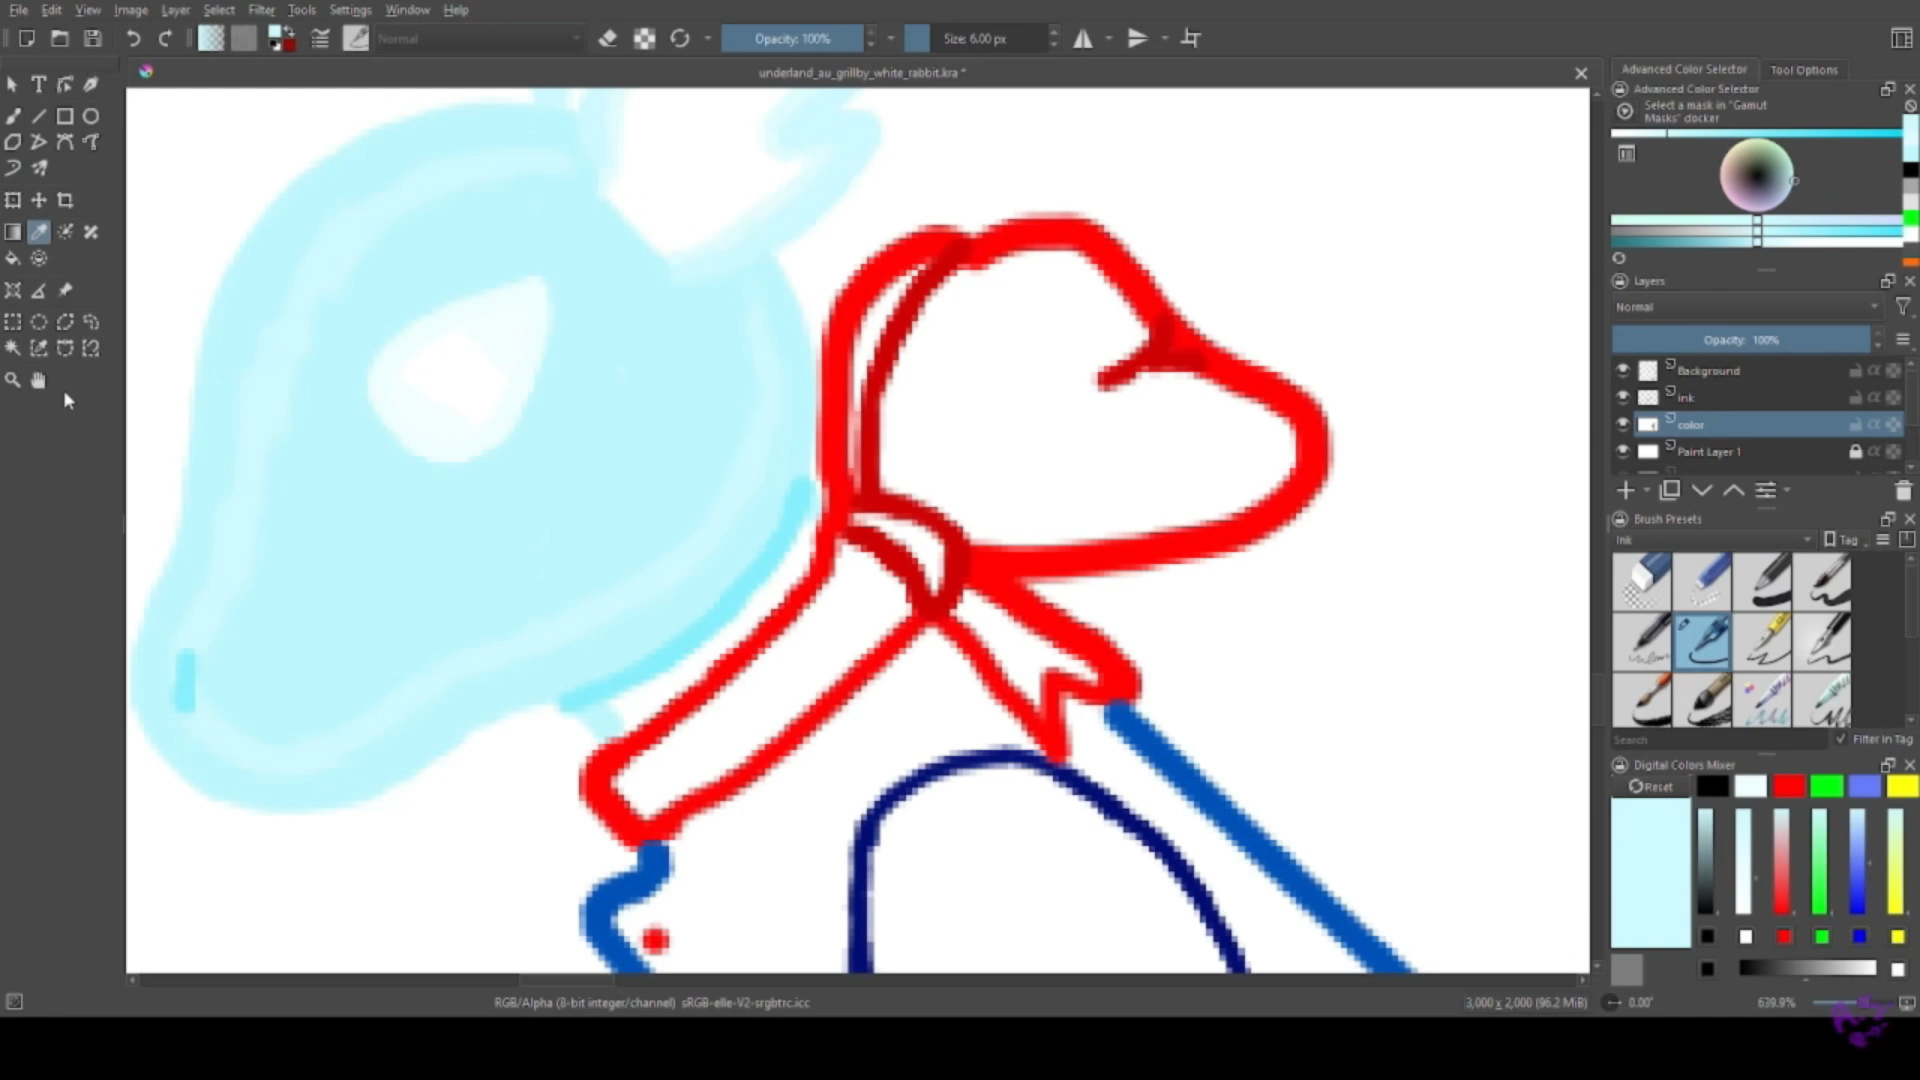 File Edit View Image Layer Select Filter Tools Settings Window Help
Normal
Opacity: 100%
Size: 6.00 px
underland_au_grillby_white_rabbit.kra *
Advanced Color Selector
Tool Options
Advanced Color Selector
Select a mask in "Gamut
Masks" docker
Layers
Normal
Opacity: 100%
Background
ink
color
Paint Layer 1
Brush Presets
Ink
Tag
Search
Filter in Tag
Digital Colors Mixer
Reset
RGB/Alpha (8-bit integer/channel) sRGB-elle-V2-srgbtrc.icc
3,000 x 2,000 (96.2 MiB)
0.00°
639.9%